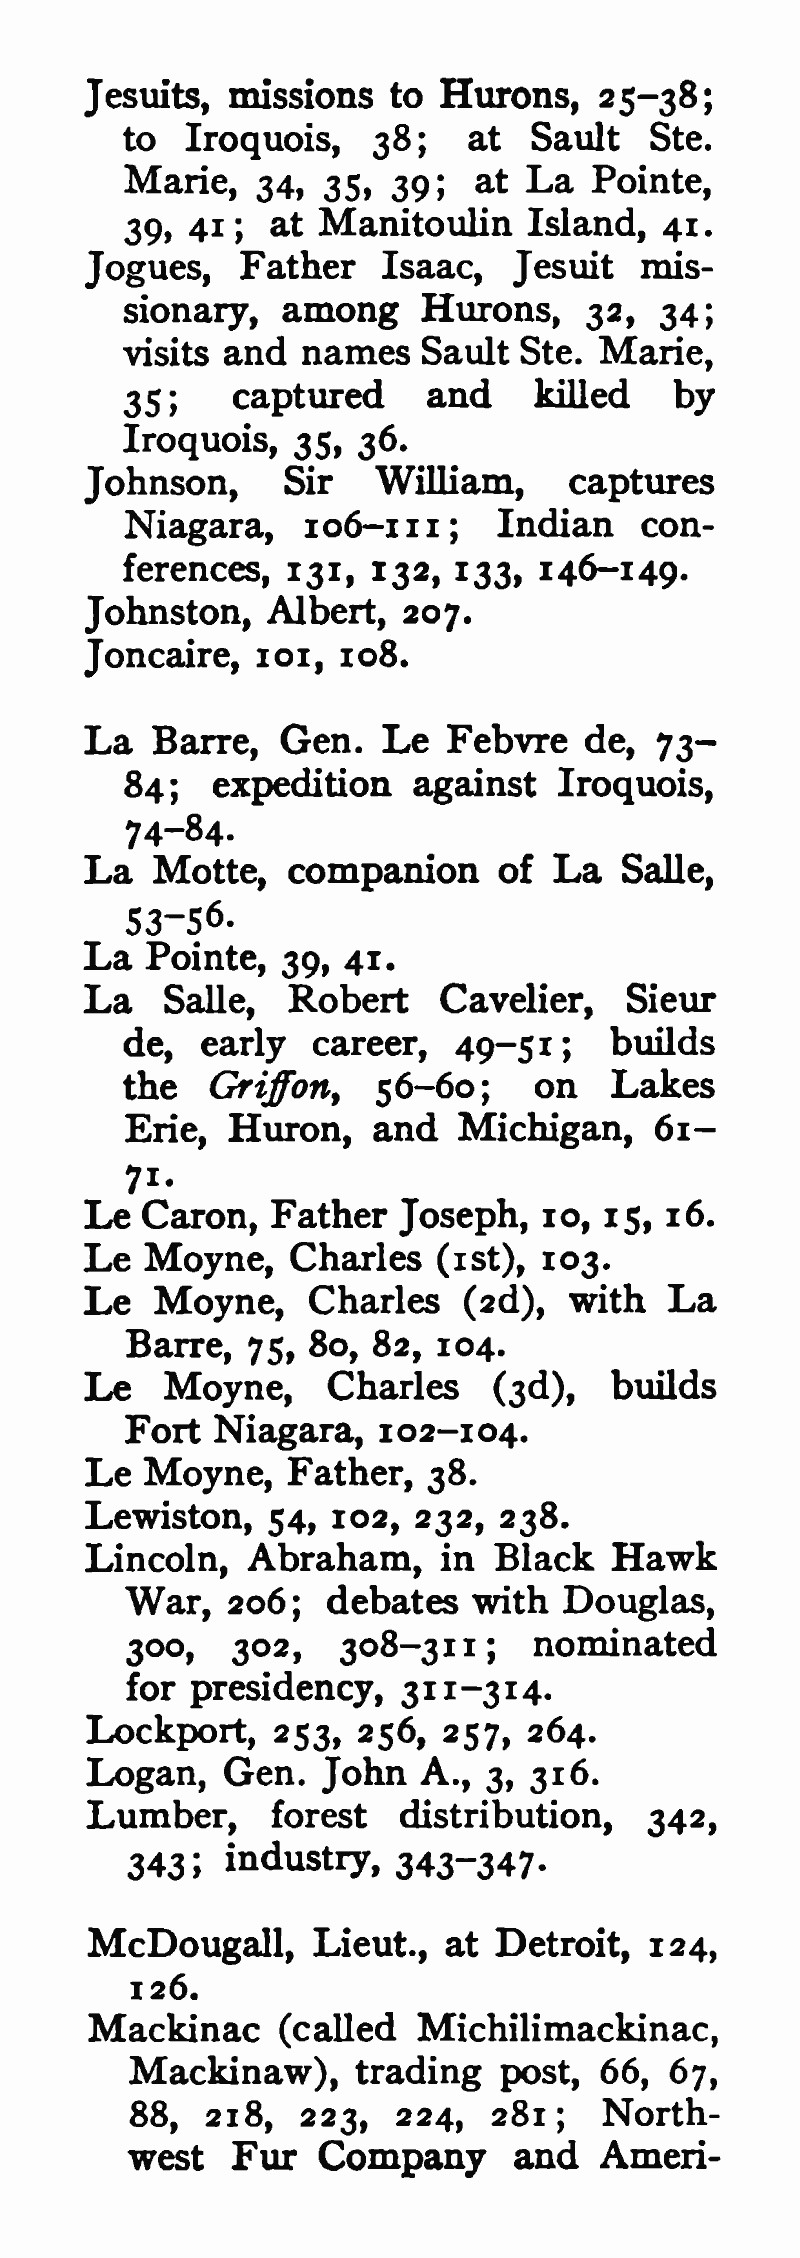 Jesuits, missions to Hurons, 25–38;
to Iroquois, 38; at Sault Ste.
Marie, 34, 35, 39; at La Pointe,
39, 41; at Manitoulin Island, 41.
Jogues, Father Isaac, Jesuit mis-
sionary, among Hurons, 32, 34;
visits and names Sault Ste. Marie,
35; captured and killed by
Iroquois, 35, 36.
Johnson, Sir William, captures
Niagara, 106–111; Indian con-
ferences, 131, 132, 133, 146–149.
Johnston, Albert, 207.
Joncaire, 101, 108.

La Barre, Gen. Le Febvre de, 73–
84; expedition against Iroquois,
74–84.
La Motte, companion of La Salle,
53–56.
La Pointe, 39, 41.
La Salle, Robert Cavelier, Sieur
de, early career, 49–51; builds
the Griffon, 56–60; on Lakes
Erie, Huron, and Michigan, 61–
71.
Le Caron, Father Joseph, 10, 15, 16.
Le Moyne, Charles (1st), 103.
Le Moyne, Charles (2d), with La
Barre, 75, 80, 82, 104.
Le Moyne, Charles (3d), builds
Fort Niagara, 102–104.
Le Moyne, Father, 38.
Lewiston, 54, 102, 232, 238.
Lincoln, Abraham, in Black Hawk
War, 206; debates with Douglas,
300, 302, 308–311; nominated
for presidency, 311–314.
Lockport, 253, 256, 257, 264.
Logan, Gen. John A., 3, 316.
Lumber, forest distribution, 342,
343; industry, 343–347.

McDougall, Lieut., at Detroit, 124,
126.
Mackinac (called Michilimackinac,
Mackinaw), trading post, 66, 67,
88, 218, 223, 224, 281; North-
west Fur Company and Ameri-